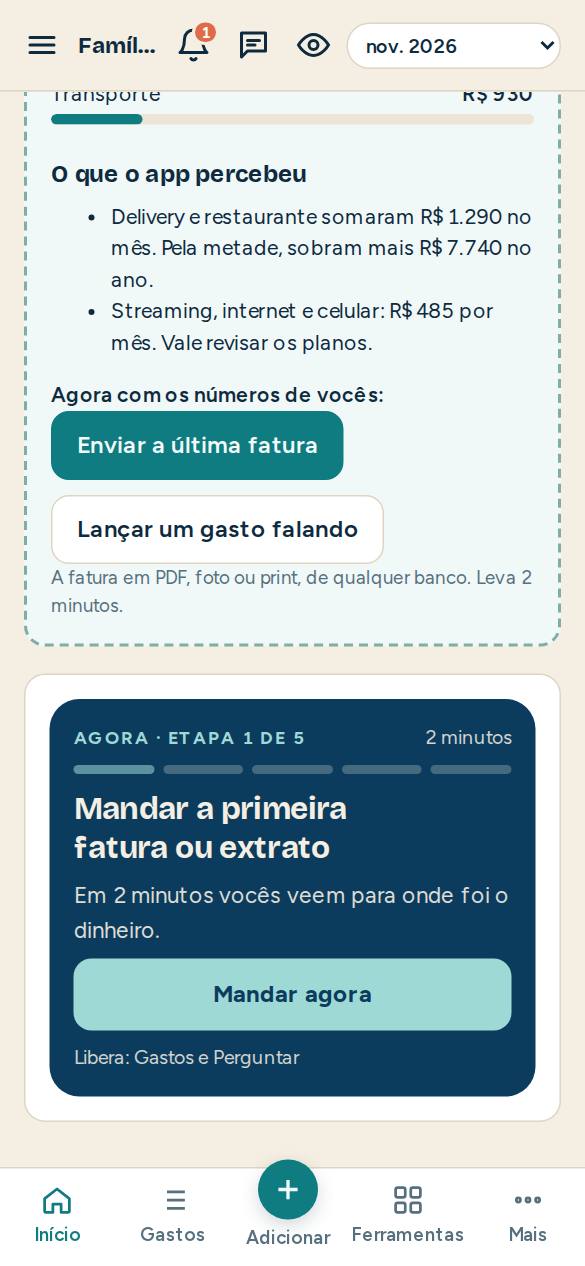 Famíl...
1
nov. 2026
Transporte
R$ 930
O que o app percebeu
• Delivery e restaurante somaram R$ 1.290 no
mês. Pela metade, sobram mais R$ 7.740 no
ano.
• Streaming, internet e celular: R$ 485 por
mês. Vale revisar os planos.
Agora com os números de vocês:
Enviar a última fatura
Lançar um gasto falando
A fatura em PDF, foto ou print, de qualquer banco. Leva 2
minutos.
AGORA · ETAPA 1 DE 5
2 minutos
Mandar a primeira
fatura ou extrato
Em 2 minutos vocês veem para onde foi o
dinheiro.
Mandar agora
Libera: Gastos e Perguntar
Início
Gastos
Adicionar
Ferramentas
Mais